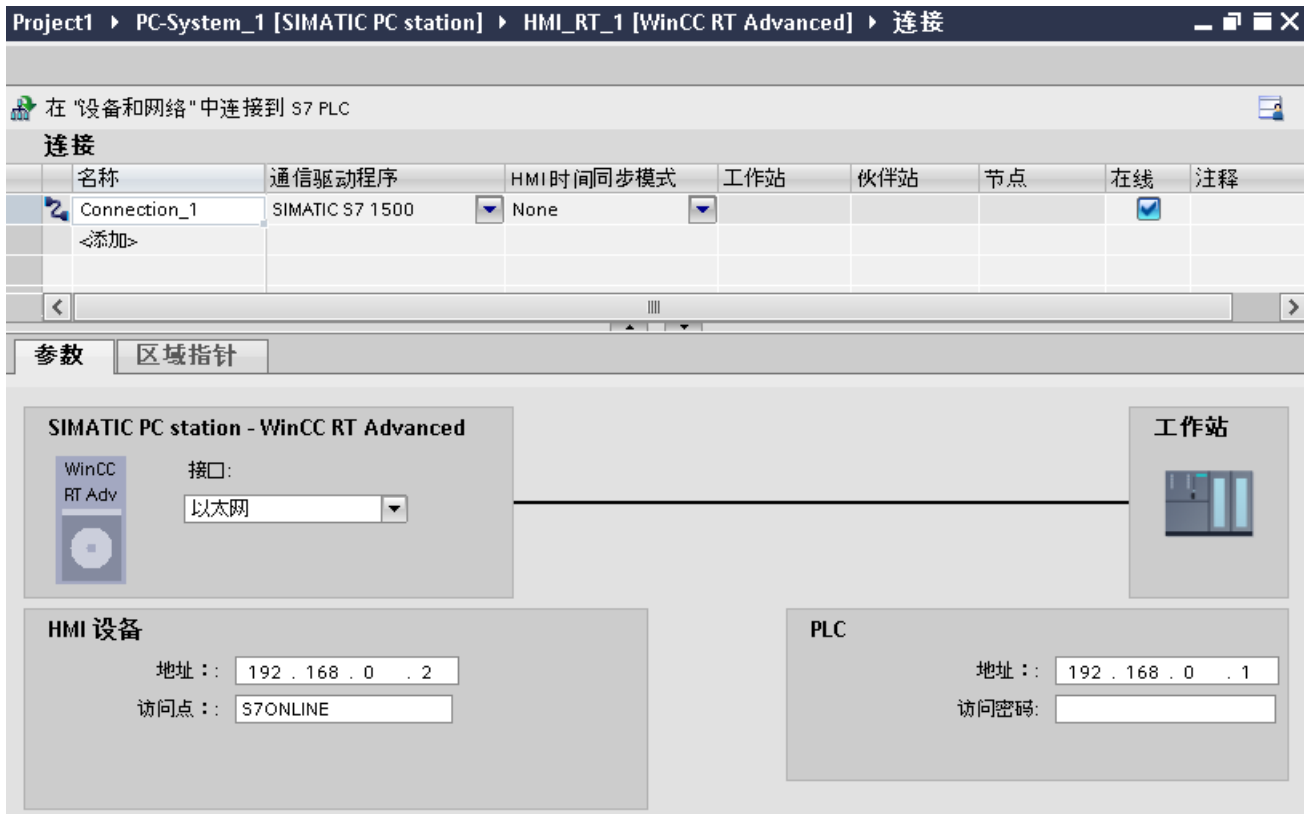 Project1 ▸ PC-System_1 [SIMATIC PC station] ▸ HMI_RT_1 [WinCC RT Advanced] ▸ 连接
在 "设备和网络" 中连接到 S7 PLC
连接
名称 通信驱动程序 HMI时间同步模式 工作站 伙伴站 节点 在线 注释
Connection_1 SIMATIC S7 1500 None
<添加>
参数 区域指针
SIMATIC PC station - WinCC RT Advanced 工作站
WinCC 接口:
RT Adv
以太网
HMI 设备 PLC
地址：: 192 . 168 . 0 . 2 地址：: 192 . 168 . 0 . 1
访问点：: S7ONLINE 访问密码: